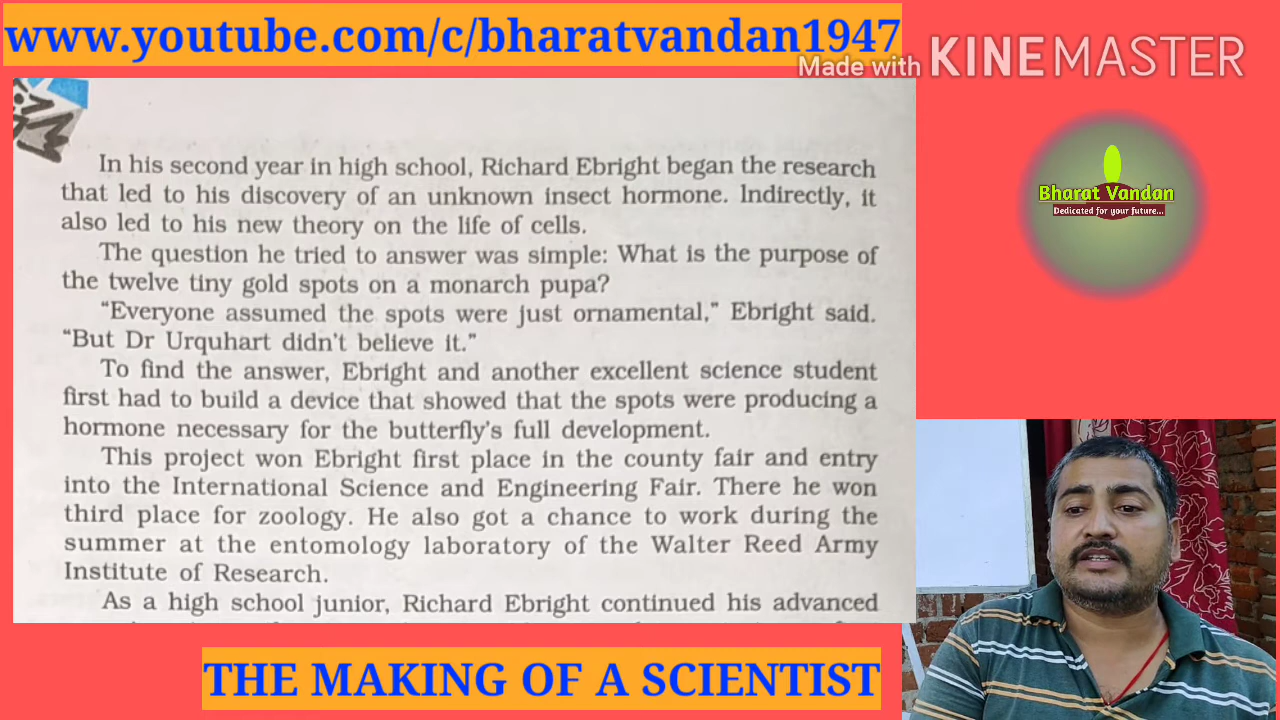 www.youtube.com/c/bharatvandan1947
Made with KINEMASTER
Bharat Vandan
Dedicated for your future...
In his second year in high school, Richard Ebright began the research
that led to his discovery of an unknown insect hormone. Indirectly, it
also led to his new theory on the life of cells.
The question he tried to answer was simple: What is the purpose of
the twelve tiny gold spots on a monarch pupa?
“Everyone assumed the spots were just ornamental,” Ebright said.
“But Dr Urquhart didn’t believe it.”
To find the answer, Ebright and another excellent science student
first had to build a device that showed that the spots were producing a
hormone necessary for the butterfly’s full development.
This project won Ebright first place in the county fair and entry
into the International Science and Engineering Fair. There he won
third place for zoology. He also got a chance to work during the
summer at the entomology laboratory of the Walter Reed Army
Institute of Research.
As a high school junior, Richard Ebright continued his advanced
THE MAKING OF A SCIENTIST